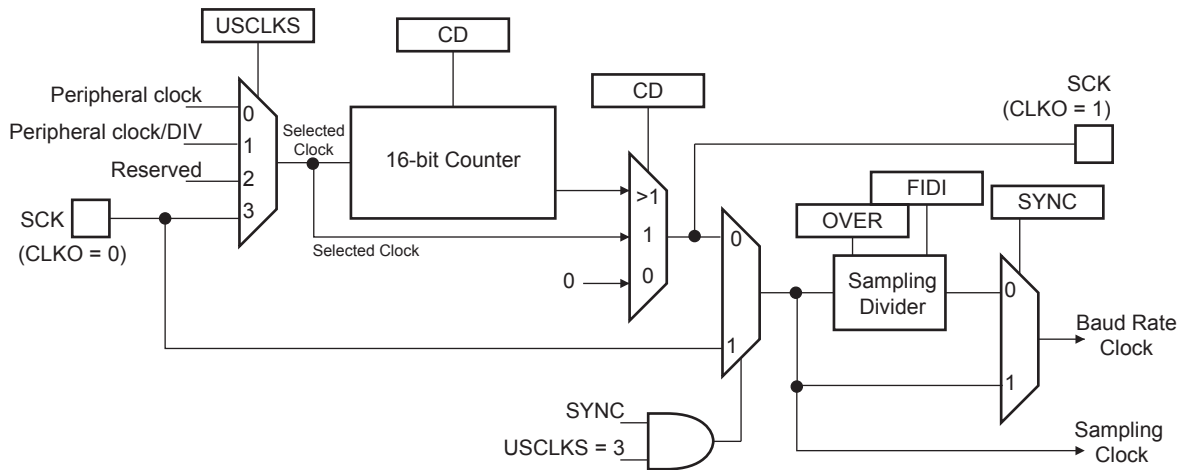 USCLKS
CD
CD
SCK
(CLKO = 1)
Peripheral clock
Peripheral clock/DIV
Reserved
SCK
(CLKO = 0)
0
1
2
3
Selected
Clock
16-bit Counter
Selected Clock
0
>1
1
0
0
1
FIDI
OVER
SYNC
Sampling
Divider
0
1
Baud Rate
Clock
SYNC
USCLKS = 3
Sampling
Clock